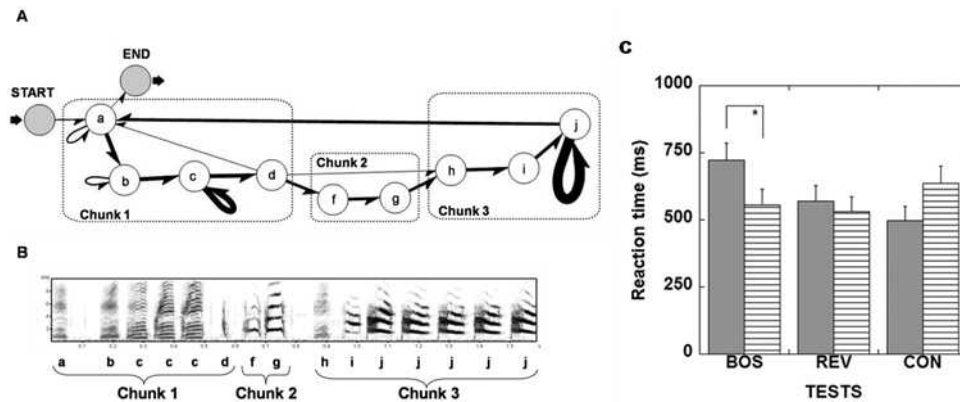 A
END
START
a
j
Chunk 2
b
c
d
h
i
f
g
Chunk 1
Chunk 3
B
a b c c c d f g h i j j j j j
Chunk 1 Chunk 2 Chunk 3
C
Reaction time (ms)
1000
750
500
250
0
*
BOS REV CON
TESTS